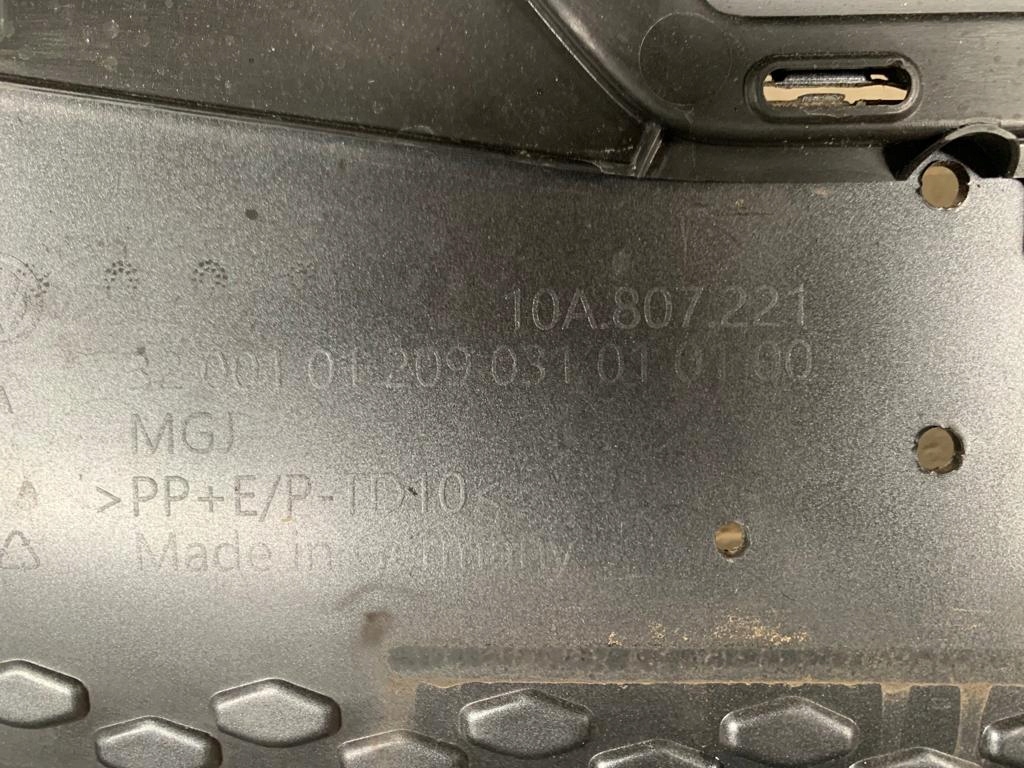 10A.807.221
32 001 01 209 031 01 01 00
MGJ
>PP+E/P-TD10<
Made in Germany